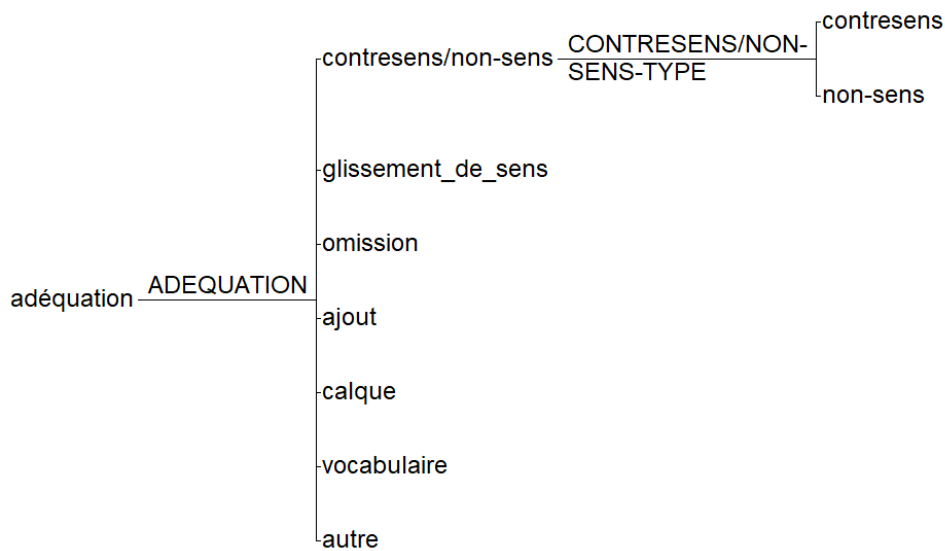 contresens
contresens/non-sens
CONTRESENS/NON-
SENS-TYPE
non-sens
glissement_de_sens
omission
adéquation
ADEQUATION
ajout
calque
vocabulaire
autre